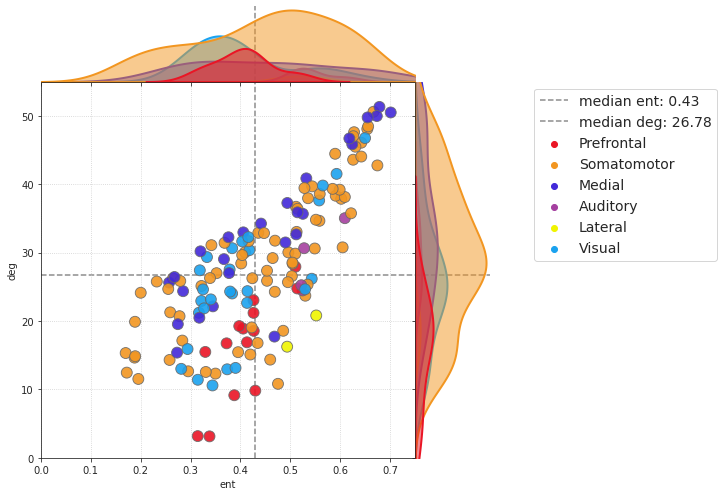 median ent: 0.43
median deg: 26.78
Prefrontal
Somatomotor
Medial
Auditory
Lateral
Visual
deg
50
40
30
20
10
0
0.0 0.1 0.2 0.3 0.4 0.5 0.6 0.7
ent